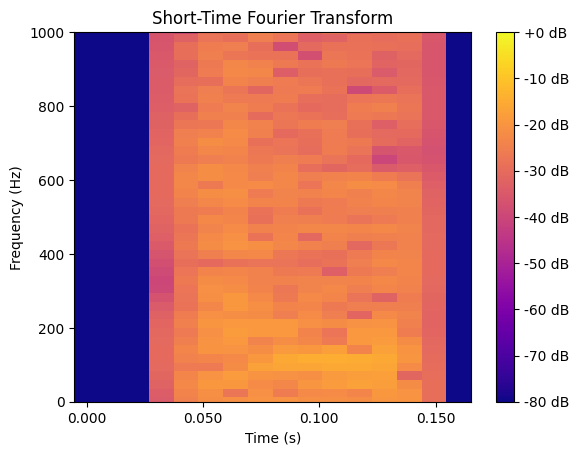 Short-Time Fourier Transform
1000
800
600
400
200
0
Frequency (Hz)
0.000
0.050
0.100
0.150
Time (s)
+0 dB
-10 dB
-20 dB
-30 dB
-40 dB
-50 dB
-60 dB
-70 dB
-80 dB